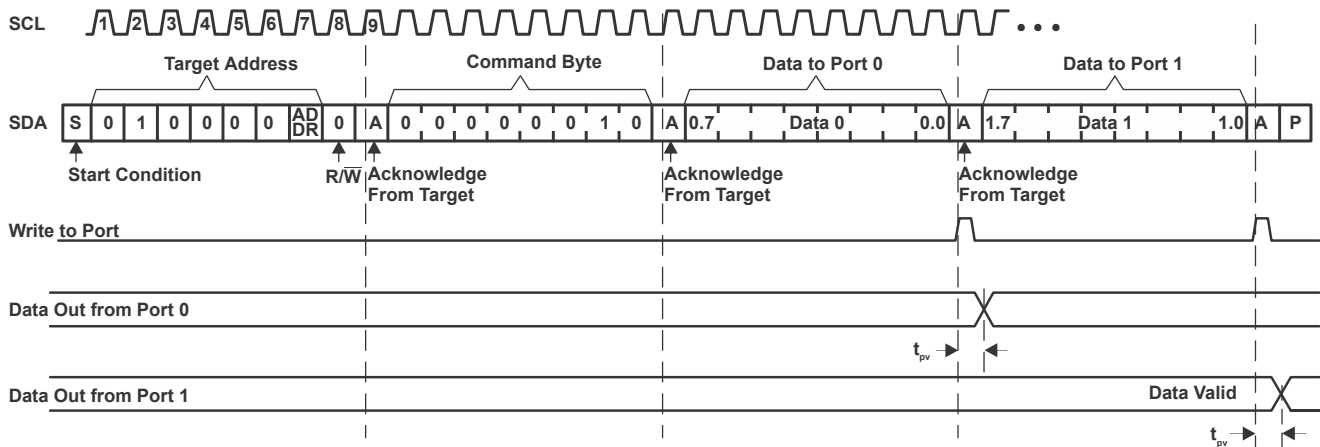 SCL 1 2 3 4 5 6 7 8 9
Target Address Command Byte Data to Port 0 Data to Port 1
SDA S 0 1 0 0 0 0 AD DR 0 A 0 0 0 0 0 0 1 0 A 0.7 Data 0 0.0 A 1.7 Data 1 1.0 A P
Start Condition R/W̅ Acknowledge From Target Acknowledge From Target Acknowledge From Target
Write to Port
Data Out from Port 0
tpv
Data Out from Port 1 Data Valid
tpv